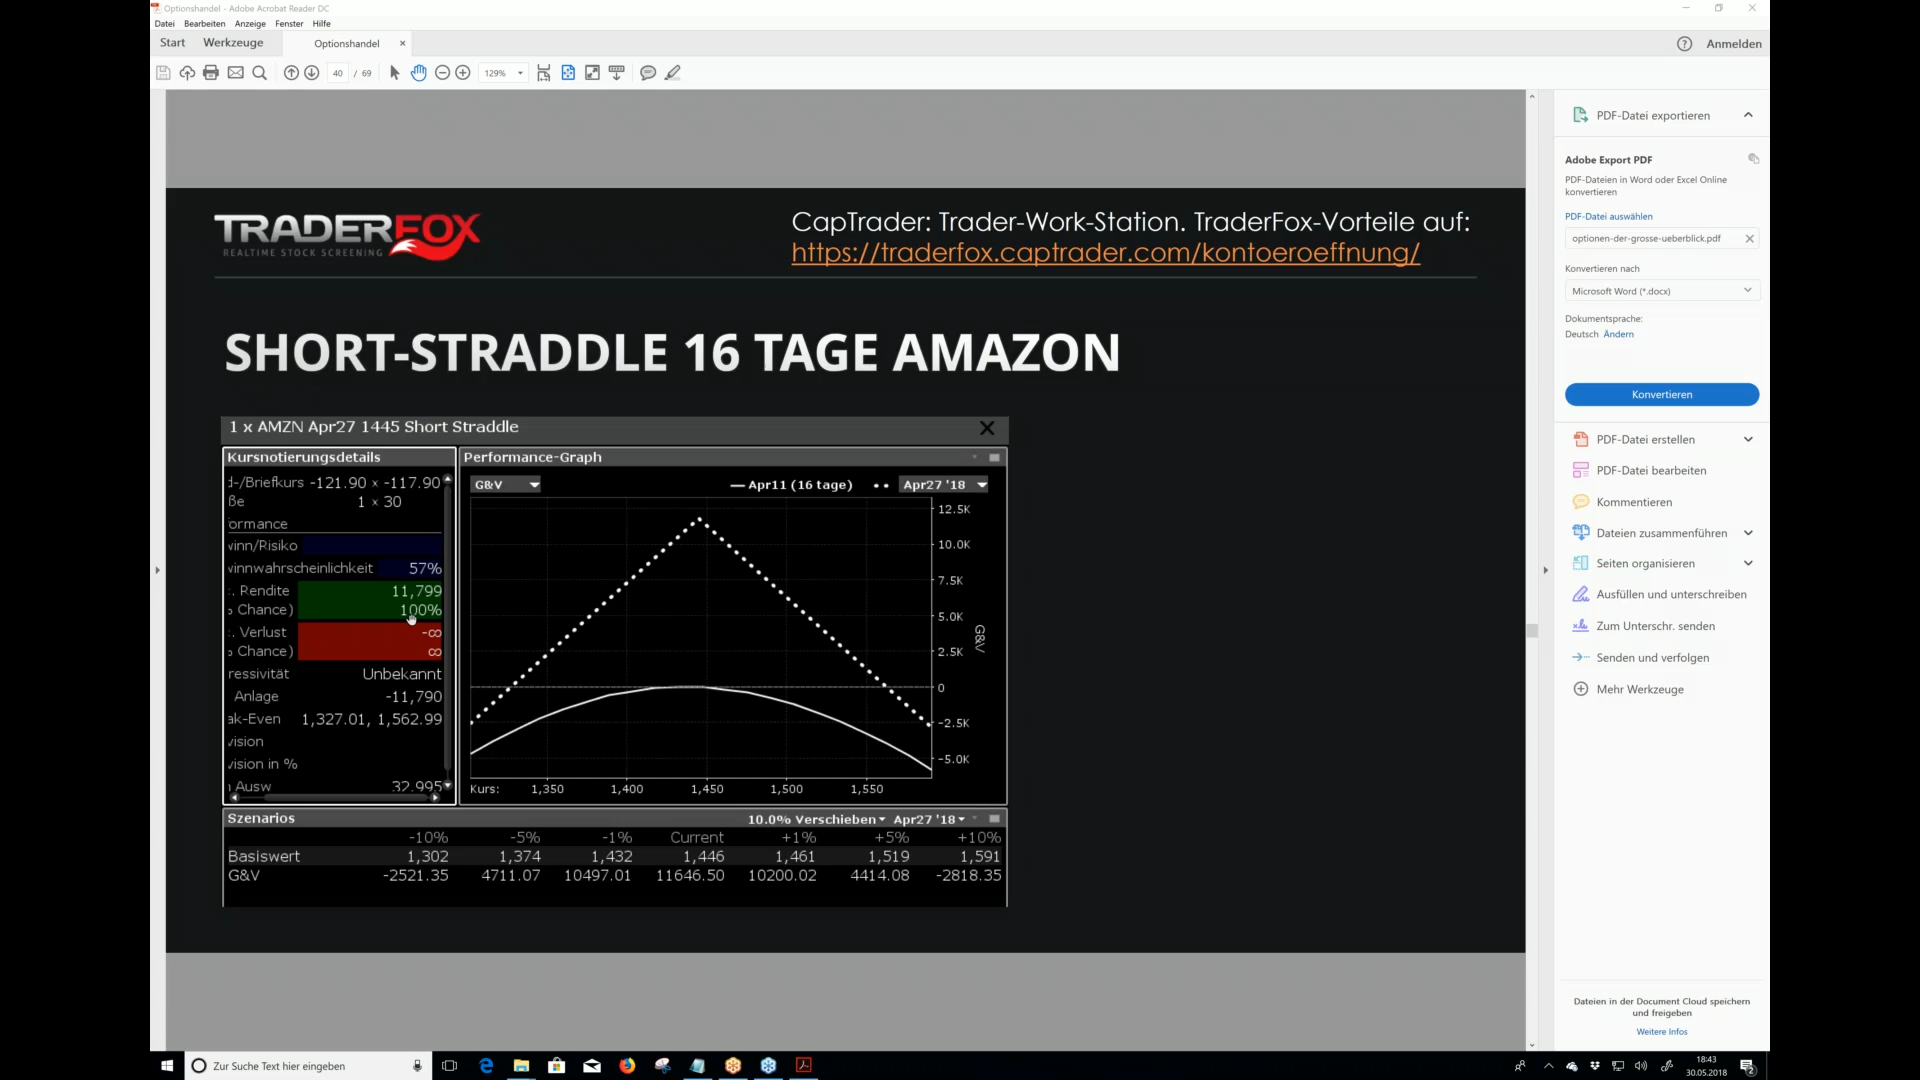 Optionshandel - Adobe Acrobat Reader DC
Datei Bearbeiten Anzeige Fenster Hilfe
Start Werkzeuge Optionshandel × Anmelden
40 / 69 129%
PDF-Datei exportieren
Adobe Export PDF
PDF-Dateien in Word oder Excel Online
konvertieren
PDF-Datei auswählen
optionen-der-grosse-ueberblick.pdf
Konvertieren nach
Microsoft Word (*.docx)
Dokumentsprache:
Deutsch Ändern
Konvertieren
PDF-Datei erstellen
PDF-Datei bearbeiten
Kommentieren
Dateien zusammenführen
Seiten organisieren
Ausfüllen und unterschreiben
Zum Unterschr. senden
Senden und verfolgen
Mehr Werkzeuge
Dateien in der Document Cloud speichern
und freigeben
Weitere Infos
TRADERFOX
REALTIME STOCK SCREENING
CapTrader: Trader-Work-Station. TraderFox-Vorteile auf:
https://traderfox.captrader.com/kontoeroeffnung/
SHORT-STRADDLE 16 TAGE AMAZON
1 x AMZN Apr27 1445 Short Straddle
Kursnotierungsdetails
d-/Briefkurs -121.90 × -117.90
ße 1 × 30
ormance
winn/Risiko
winnwahrscheinlichkeit 57%
. Rendite 11,799
Chance) 100%
. Verlust -∞
Chance) ∞
ressivität Unbekannt
Anlage -11,790
ak-Even 1,327.01, 1,562.99
vision
vision in %
Ausw 32,995
Performance-Graph
G&V Apr11 (16 tage) Apr27 '18
12.5K
10.0K
7.5K
5.0K
2.5K
0
-2.5K
-5.0K
G&V
Kurs: 1,350 1,400 1,450 1,500 1,550
Szenarios 10.0% Verschieben Apr27 '18
-10% -5% -1% Current +1% +5% +10%
Basiswert 1,302 1,374 1,432 1,446 1,461 1,519 1,591
G&V -2521.35 4711.07 10497.01 11646.50 10200.02 4414.08 -2818.35
Zur Suche Text hier eingeben
18:43
30.05.2018